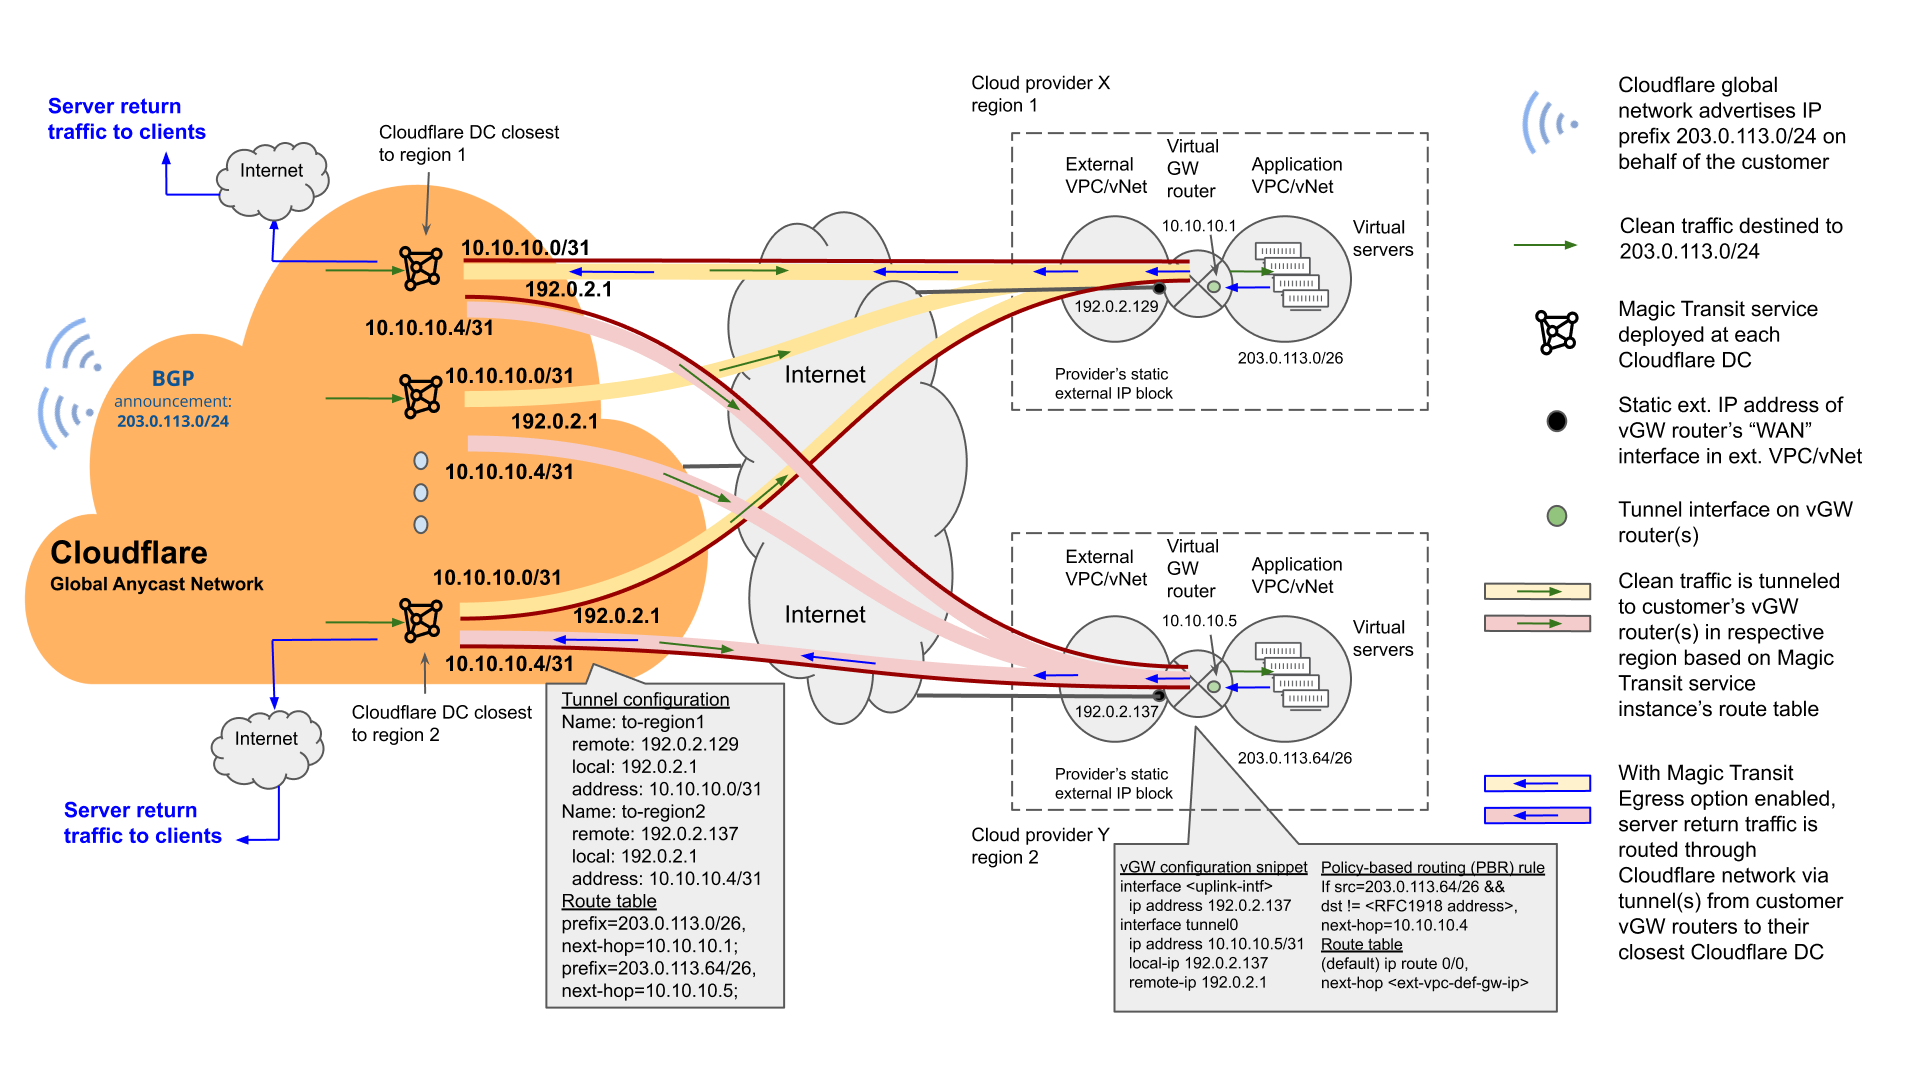 Server return
traffic to clients
Internet
Cloudflare DC closest
to region 1
10.10.10.0/31
192.0.2.1
10.10.10.4/31
BGP
announcement:
203.0.113.0/24
10.10.10.0/31
192.0.2.1
10.10.10.4/31
Cloudflare
Global Anycast Network
10.10.10.0/31
192.0.2.1
10.10.10.4/31
Cloudflare DC closest
to region 2
Internet
Server return
traffic to clients
Internet
Internet
Tunnel configuration
Name: to-region1
remote: 192.0.2.129
local: 192.0.2.1
address: 10.10.10.0/31
Name: to-region2
remote: 192.0.2.137
local: 192.0.2.1
address: 10.10.10.4/31
Route table
prefix=203.0.113.0/26,
next-hop=10.10.10.1;
prefix=203.0.113.64/26,
next-hop=10.10.10.5;
Cloud provider X
region 1
External
VPC/vNet
Virtual
GW
router
Application
VPC/vNet
10.10.10.1
Virtual
servers
192.0.2.129
203.0.113.0/26
Provider's static
external IP block
External
VPC/vNet
Virtual
GW
router
Application
VPC/vNet
10.10.10.5
Virtual
servers
192.0.2.137
203.0.113.64/26
Provider's static
external IP block
Cloud provider Y
region 2
vGW configuration snippet
interface <uplink-intf>
ip address 192.0.2.137
interface tunnel0
ip address 10.10.10.5/31
local-ip 192.0.2.137
remote-ip 192.0.2.1
Policy-based routing (PBR) rule
If src=203.0.113.64/26 &&
dst != <RFC1918 address>,
next-hop=10.10.10.4
Route table
(default) ip route 0/0,
next-hop <ext-vpc-def-gw-ip>
Cloudflare global
network advertises IP
prefix 203.0.113.0/24 on
behalf of the customer
Clean traffic destined to
203.0.113.0/24
Magic Transit service
deployed at each
Cloudflare DC
Static ext. IP address of
vGW router's “WAN”
interface in ext. VPC/vNet
Tunnel interface on vGW
router(s)
Clean traffic is tunneled
to customer's vGW
router(s) in respective
region based on Magic
Transit service
instance's route table
With Magic Transit
Egress option enabled,
server return traffic is
routed through
Cloudflare network via
tunnel(s) from customer
vGW routers to their
closest Cloudflare DC